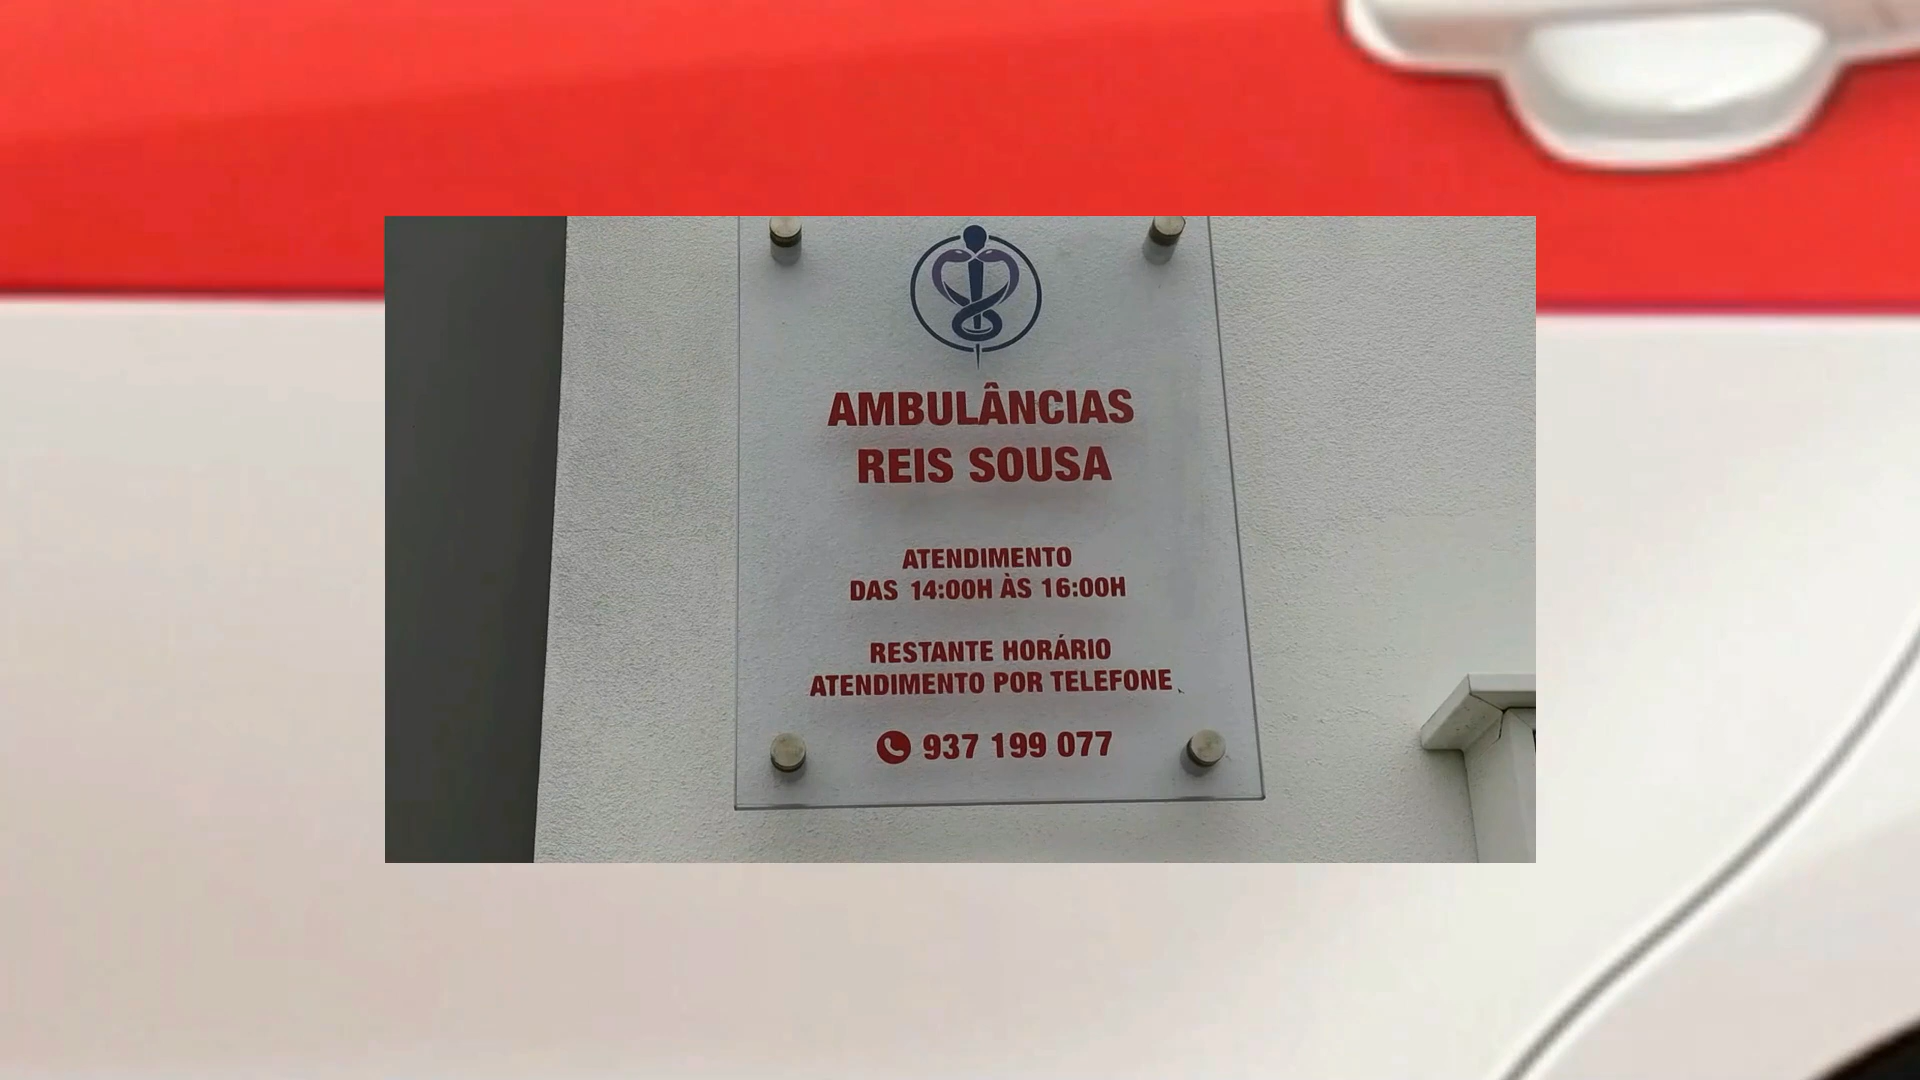 AMBULÂNCIAS
REIS SOUSA
ATENDIMENTO
DAS 14:00H ÀS 16:00H
RESTANTE HORÁRIO
ATENDIMENTO POR TELEFONE
937 199 077